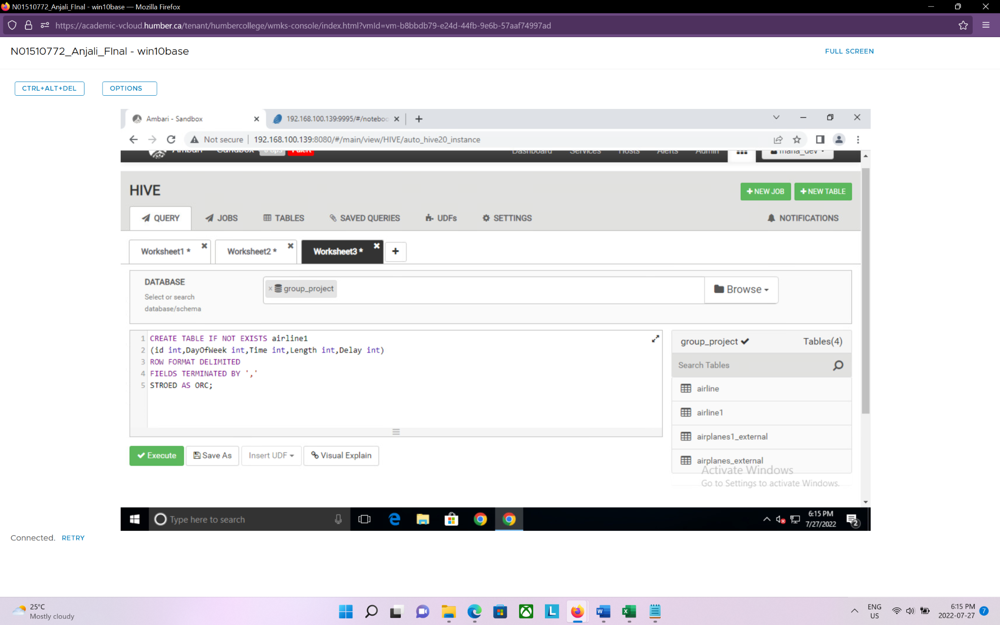 N01510772_Anjali_FInal - win10base — Mozilla Firefox
https://academic-vcloud.humber.ca/tenant/humbercollege/wmks-console/index.html?vmId=vm-b8bbdb79-e24d-44fb-9e6b-57aaf74997ad
N01510772_Anjali_FInal - win10base
FULL SCREEN
CTRL+ALT+DEL
OPTIONS
Ambari - Sandbox
192.168.100.139:9995/#/noteboo
Not secure
192.168.100.139:8080/#/main/view/HIVE/auto_hive20_instance
Ambari Sandbox 0 ops 1 alert Dashboard Services Hosts Alerts Admin maria_dev
HIVE
NEW JOB
NEW TABLE
QUERY
JOBS
TABLES
SAVED QUERIES
UDFs
SETTINGS
NOTIFICATIONS
Worksheet1 *
Worksheet2 *
Worksheet3 *
DATABASE
Select or search
database/schema
group_project
Browse
1 CREATE TABLE IF NOT EXISTS airline1
2 (id int,DayOfWeek int,Time int,Length int,Delay int)
3 ROW FORMAT DELIMITED
4 FIELDS TERMINATED BY ','
5 STROED AS ORC;
group_project
Tables(4)
Search Tables
airline
airline1
airplanes1_external
airplanes_external
Execute
Save As
Insert UDF
Visual Explain
Activate Windows
Go to Settings to activate Windows.
Type here to search
6:15 PM
7/27/2022
2
Connected. RETRY
25°C
Mostly cloudy
ENG
US
6:15 PM
2022-07-27
7